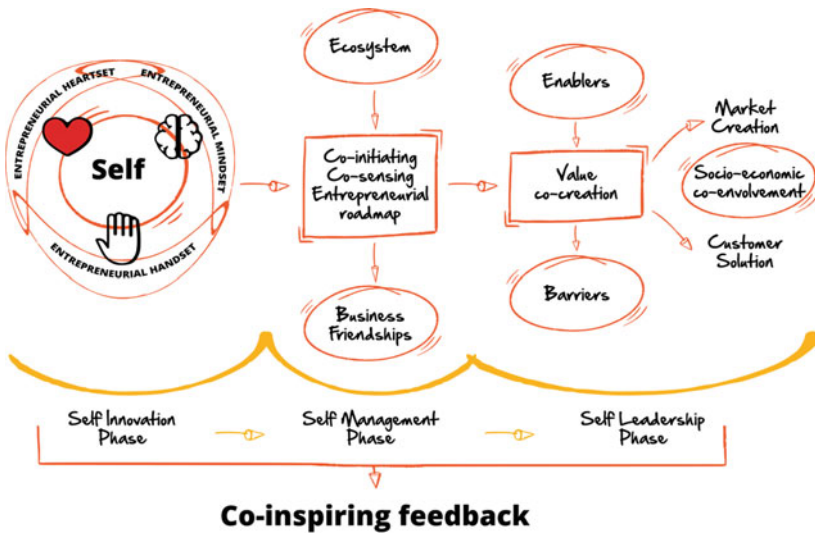 ENTREPRENEURIAL HEARTSET
ENTREPRENEURIAL MINDSET
Self
ENTREPRENEURIAL HANDSET
Ecosystem
Co-initiating
Co-sensing
Entrepreneurial
roadmap
Business
Friendships
Enablers
Value
co-creation
Barriers
Market
Creation
Socio-economic
co-envolvement
Customer
Solution
Self Innovation
Phase
Self Management
Phase
Self Leadership
Phase
Co-inspiring feedback